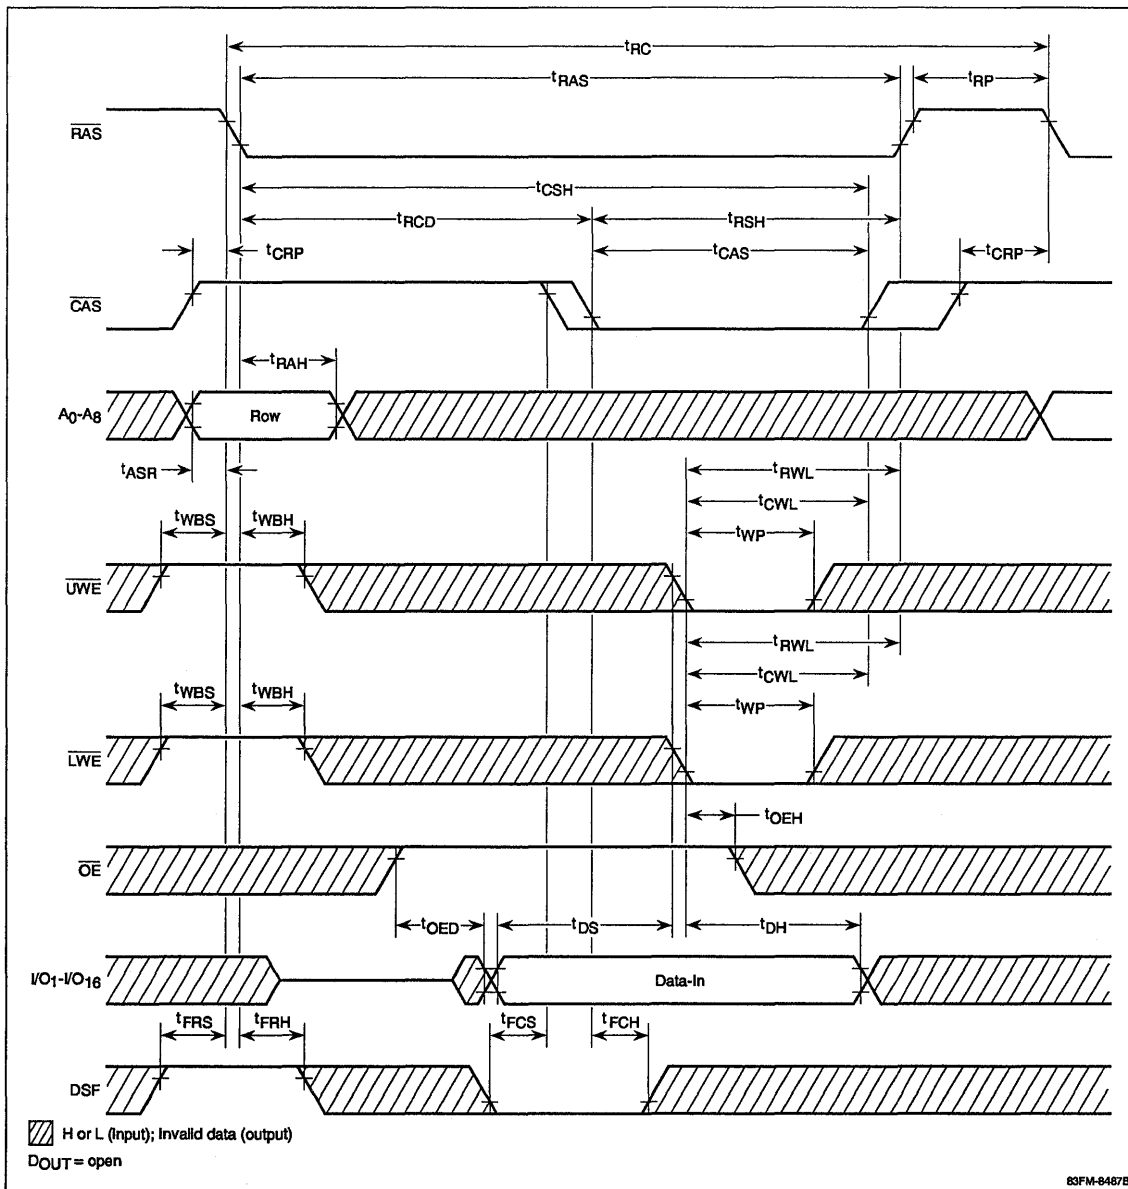 tRC
tRAS
tRP
RAS
tCSH
tRCD
tRSH
tCRP
tCAS
tCRP
CAS
tRAH
A0-A8
Row
tASR
tRWL
tCWL
tWBS
tWBH
tWP
UWE
tRWL
tCWL
tWBS
tWBH
tWP
LWE
tOEH
OE
tOED
tDS
tDH
I/O1-I/O16
Data-In
tFRS
tFRH
tFCS
tFCH
DSF
H or L (input); Invalid data (output)
DOUT = open
83FM-8487B